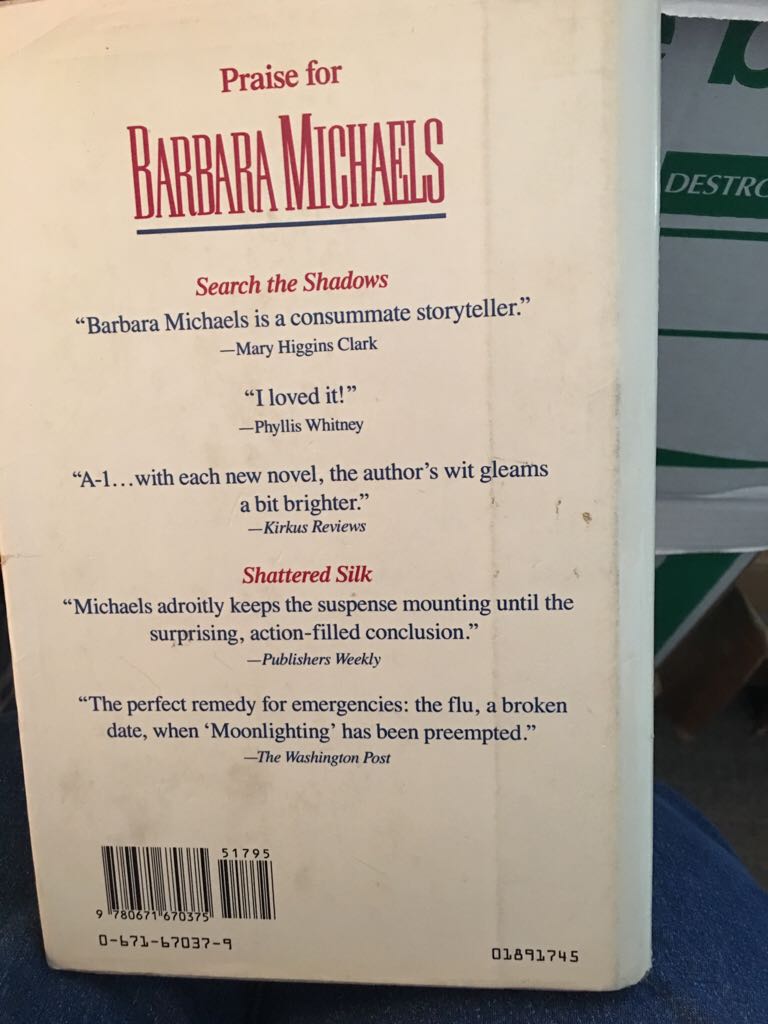 Praise for
BARBARA MICHAELS
Search the Shadows
“Barbara Michaels is a consummate storyteller.”
—Mary Higgins Clark
“I loved it!”
—Phyllis Whitney
“A-1...with each new novel, the author’s wit gleams
a bit brighter.”
—Kirkus Reviews
Shattered Silk
“Michaels adroitly keeps the suspense mounting until the
surprising, action-filled conclusion.”
—Publishers Weekly
“The perfect remedy for emergencies: the flu, a broken
date, when ‘Moonlighting’ has been preempted.”
—The Washington Post
51795
9 780671 670375
0-671-67037-9
01891745
DESTRO